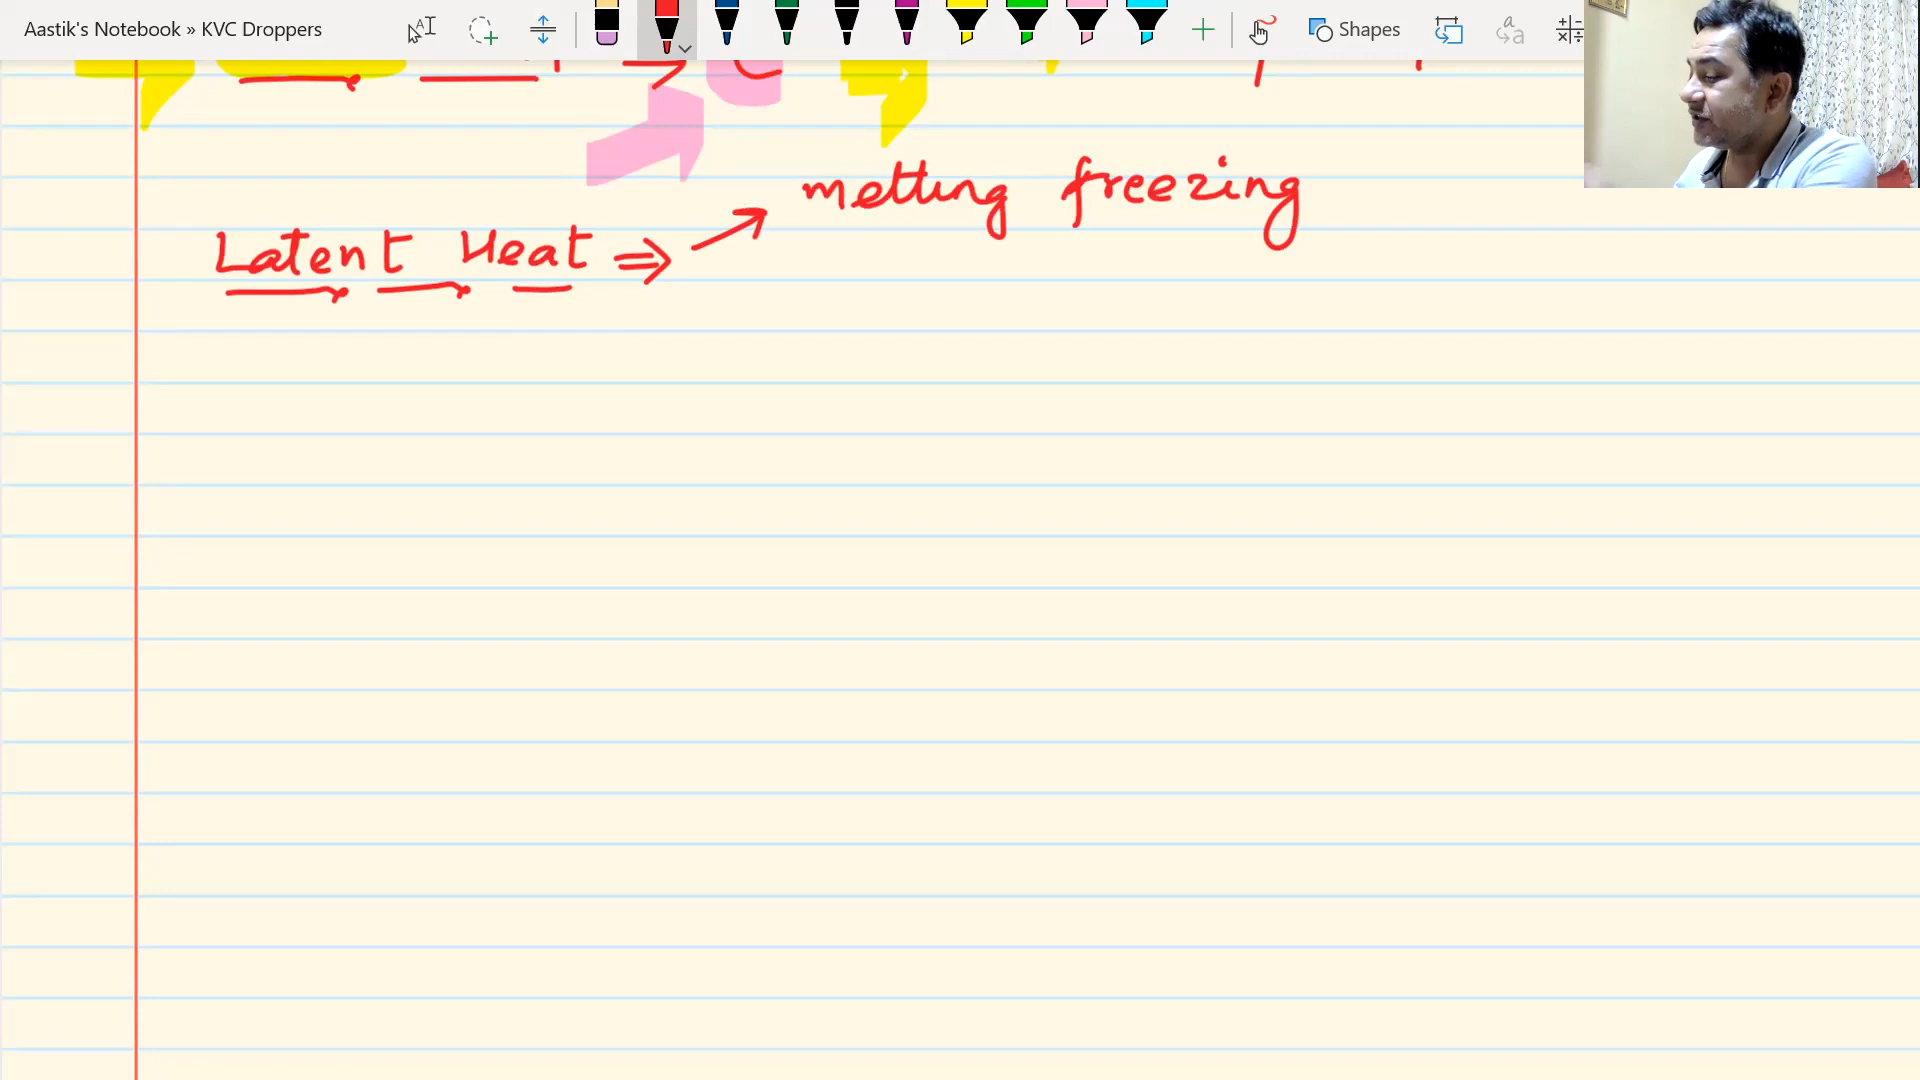 Aastik's Notebook » KVC Droppers
Shapes
melting freezing
Latent Heat ⇒